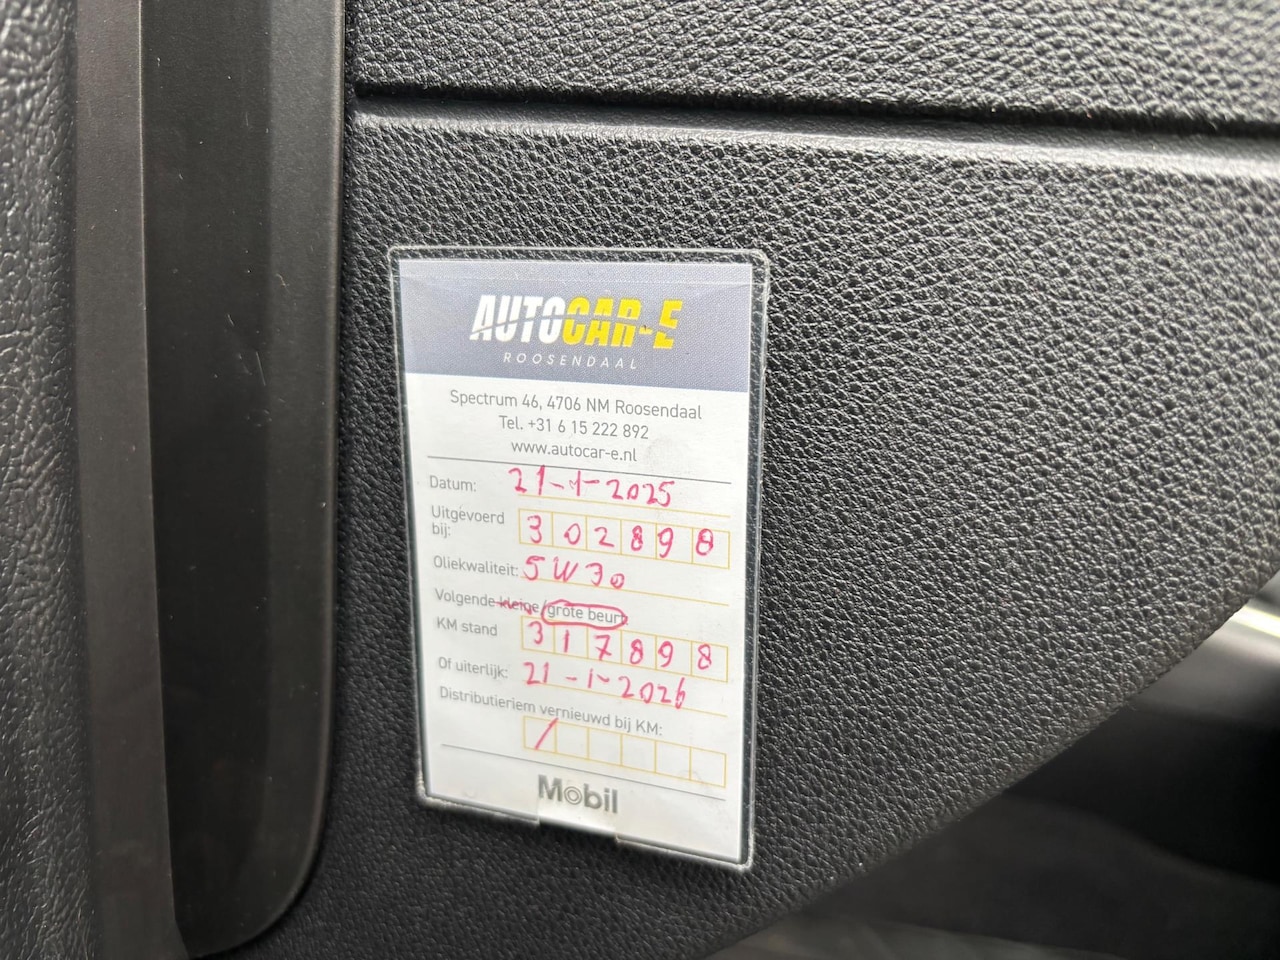 AUTOCAR-E
ROOSENDAAL
Spectrum 46, 4706 NM Roosendaal
Tel. +31 6 15 222 892
www.autocar-e.nl
Datum: 21-1-2025
Uitgevoerd bij: 302898
Oliekwaliteit: 5W30
Volgende kleine/grote beurt
KM stand 317898
Of uiterlijk: 21-1-2026
Distributieriem vernieuwd bij KM:
/
Mobil